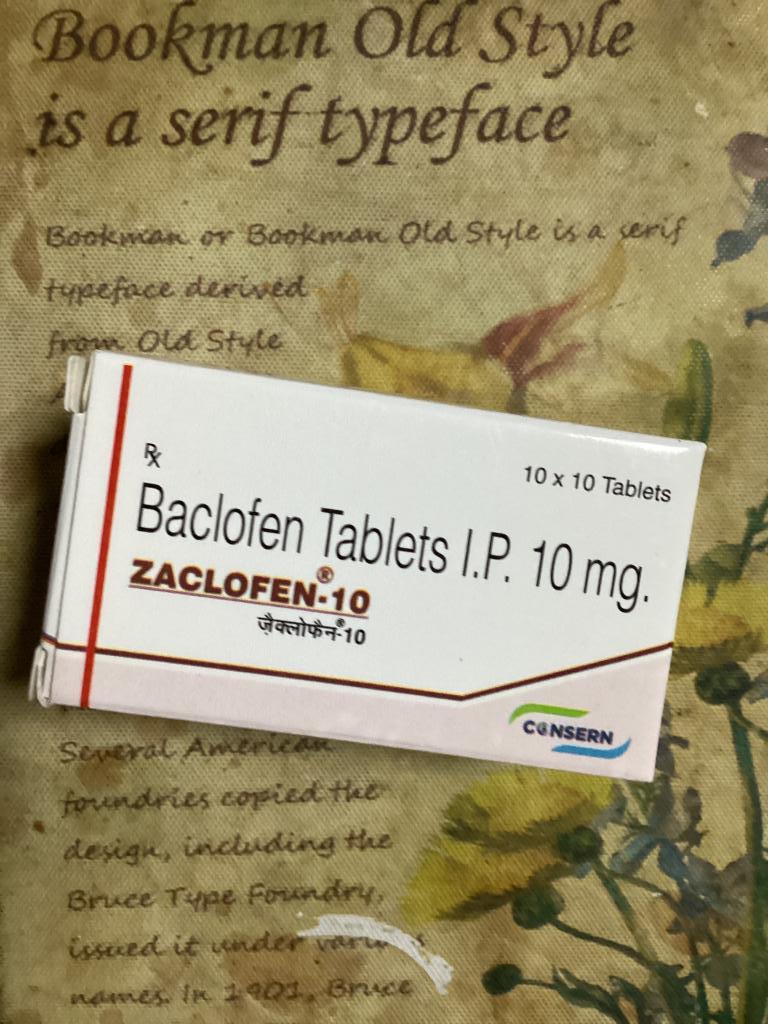 Bookman Old Style
is a serif typeface
Bookman or Bookman Old Style is a serif
typeface derived
from Old Style
Rx
10 x 10 Tablets
Baclofen Tablets I.P. 10 mg.
ZACLOFEN®-10
ज़ैक्लोफैन®-10
CONSERN
Several American
foundries copied the
design, including the
Bruce Type Foundry,
issued it under various
names. In 1901, Bruce